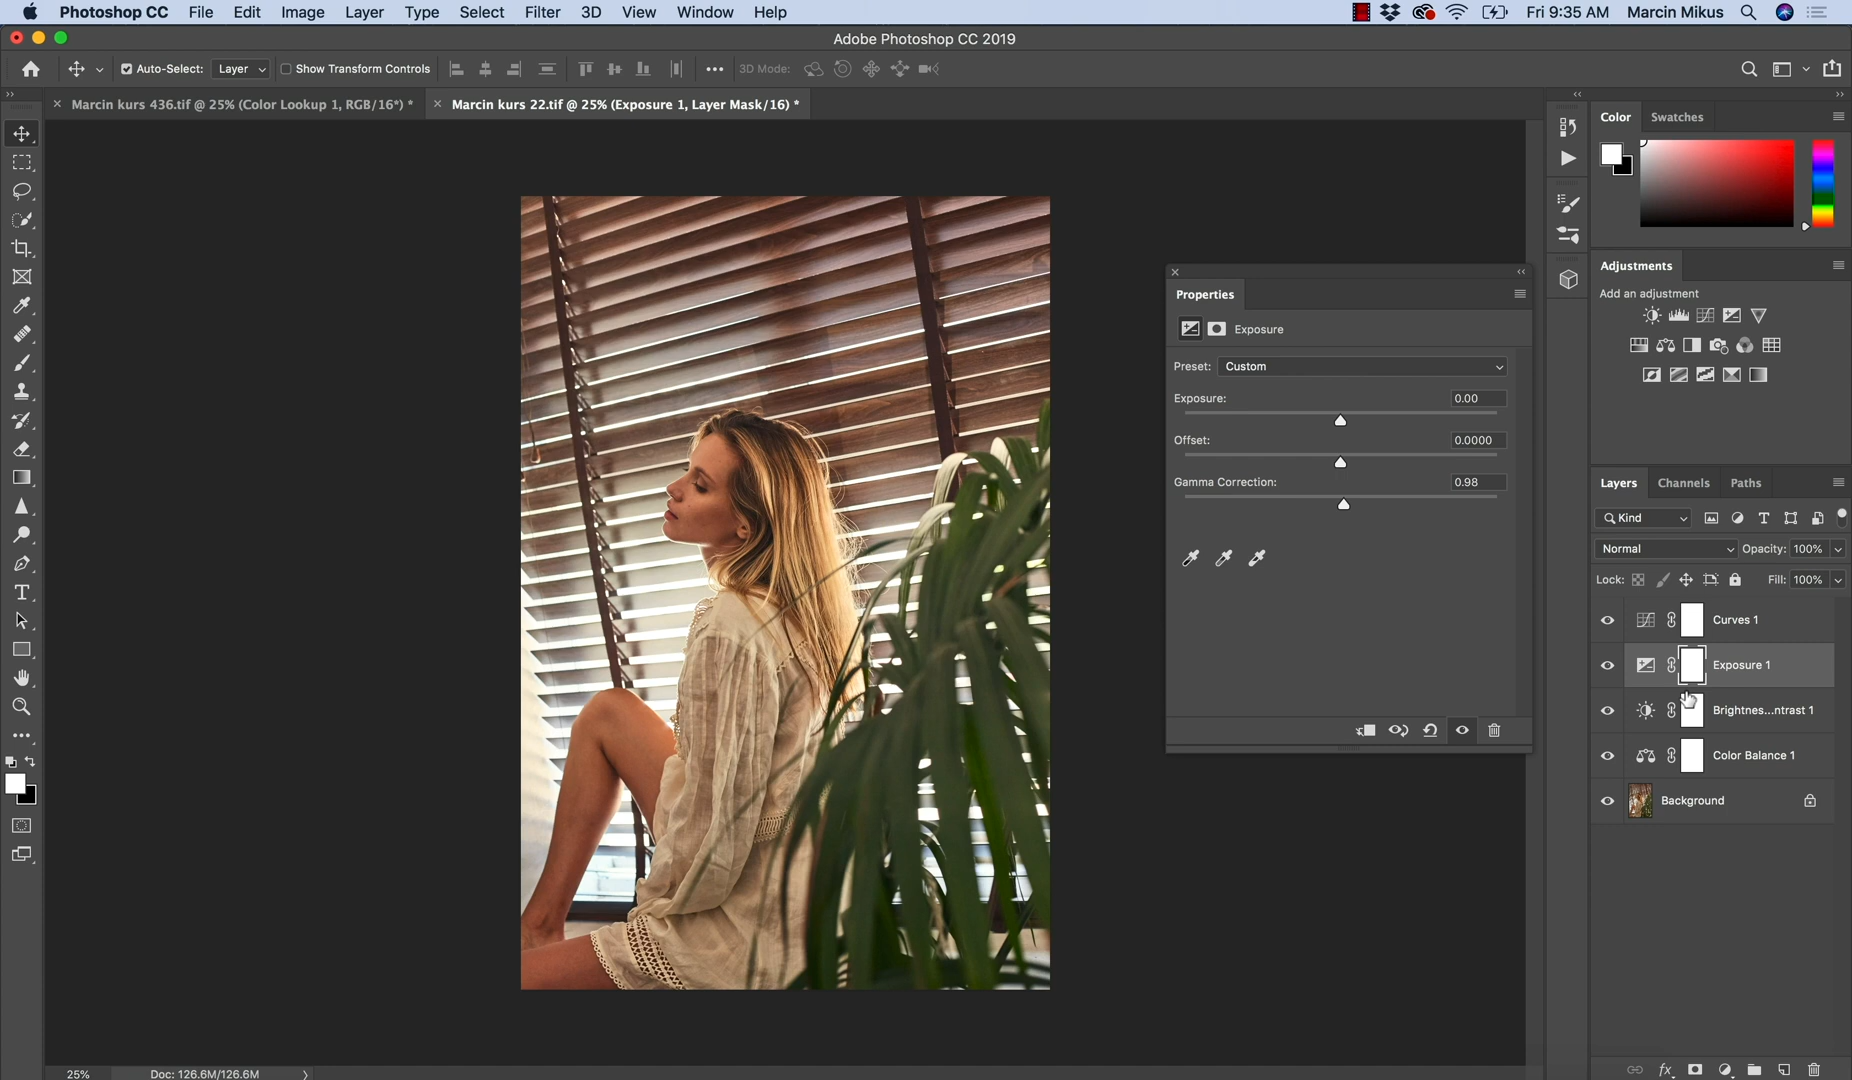 Photoshop CC File Edit Image Layer Type Select Filter 3D View Window Help Fri 9:35 AM Marcin Mikus
Adobe Photoshop CC 2019
Auto-Select: Layer Show Transform Controls 3D Mode:
Marcin kurs 436.tif @ 25% (Color Lookup 1, RGB/16*) * Marcin kurs 22.tif @ 25% (Exposure 1, Layer Mask/16) *
Color Swatches
Adjustments
Add an adjustment
Properties
Exposure
Preset: Custom
Exposure: 0.00
Offset: 0.0000
Gamma Correction: 0.98
Layers Channels Paths
Kind
Normal Opacity: 100%
Lock: Fill: 100%
Curves 1
Exposure 1
Brightnes...ntrast 1
Color Balance 1
Background
25% Doc: 126.6M/126.6M